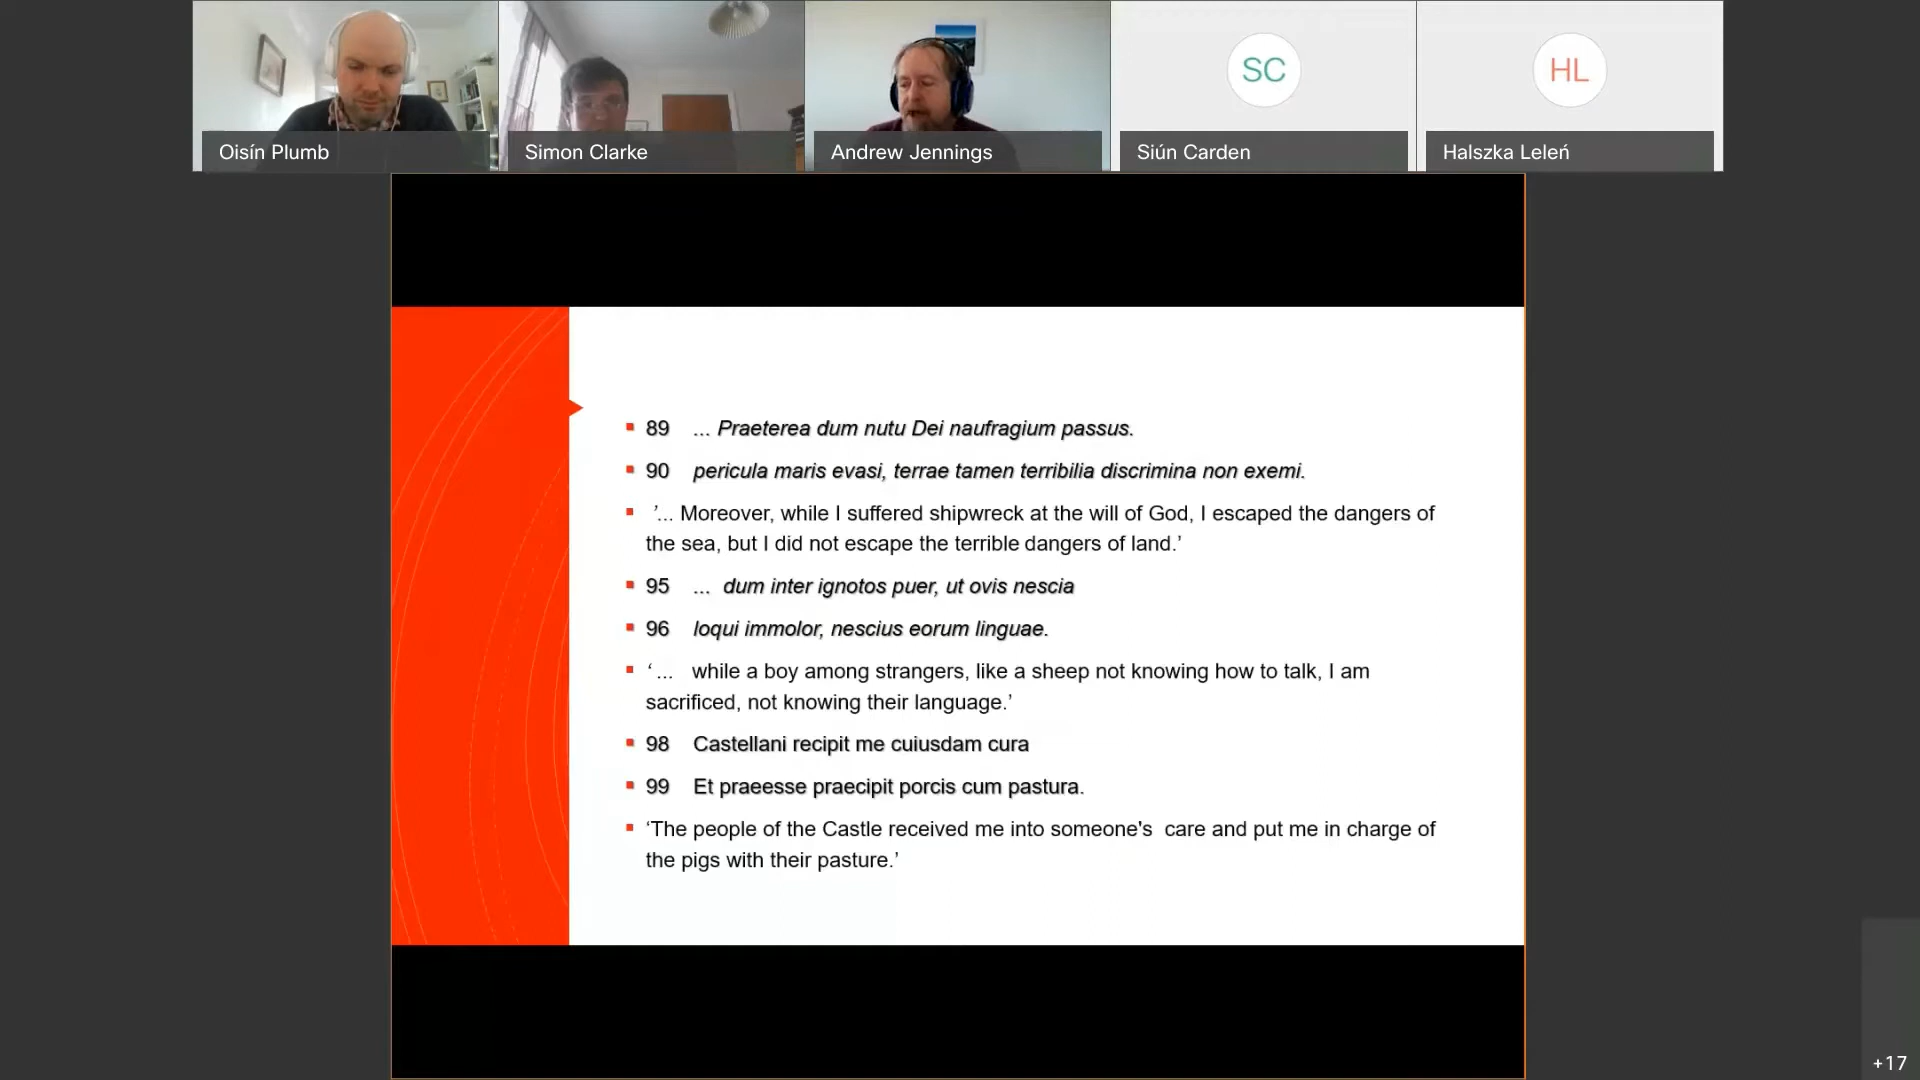 Oisín Plumb
Simon Clarke
Andrew Jennings
SC
Siún Carden
HL
Halszka Leleń
89 ... Praeterea dum nutu Dei naufragium passus.
90 pericula maris evasi, terrae tamen terribilia discrimina non exemi.
’... Moreover, while I suffered shipwreck at the will of God, I escaped the dangers of
the sea, but I did not escape the terrible dangers of land.’
95 ... dum inter ignotos puer, ut ovis nescia
96 loqui immolor, nescius eorum linguae.
‘ ... while a boy among strangers, like a sheep not knowing how to talk, I am
sacrificed, not knowing their language.’
98 Castellani recipit me cuiusdam cura
99 Et praeesse praecipit porcis cum pastura.
‘The people of the Castle received me into someone's care and put me in charge of
the pigs with their pasture.’
+17